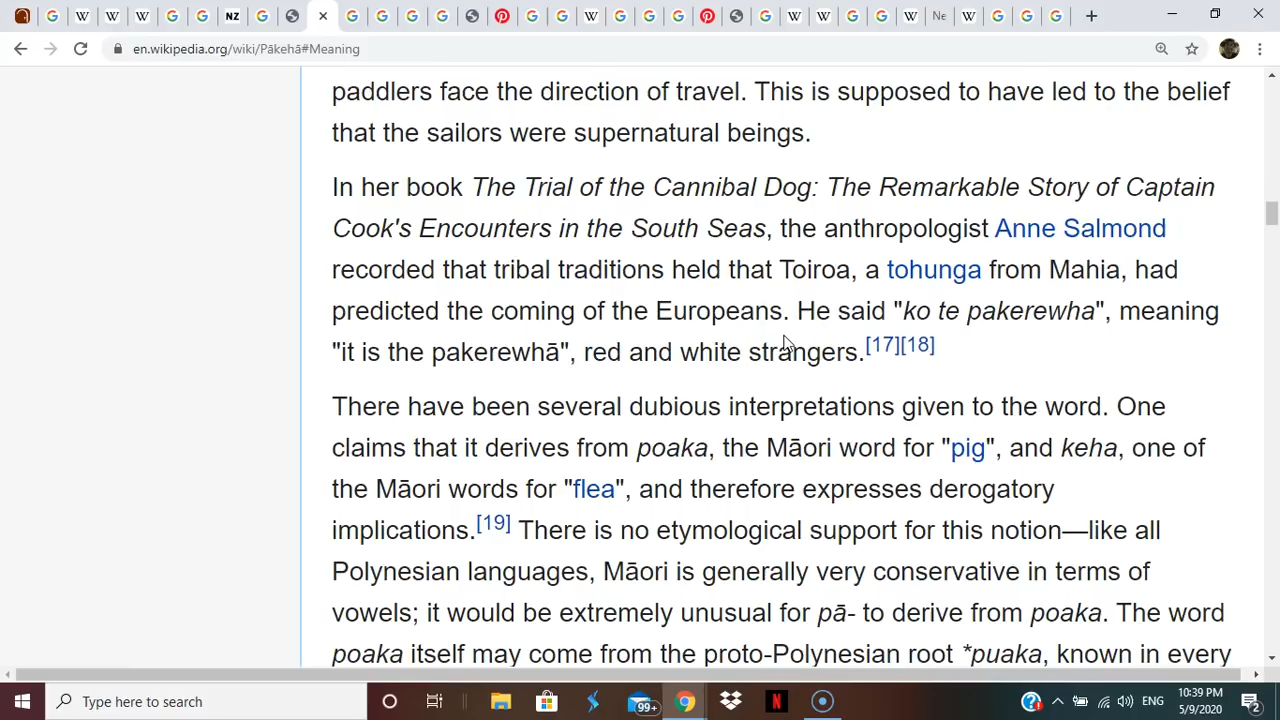 NZ
Ne
en.wikipedia.org/wiki/Pākehā#Meaning
paddlers face the direction of travel. This is supposed to have led to the belief
that the sailors were supernatural beings.
In her book The Trial of the Cannibal Dog: The Remarkable Story of Captain
Cook's Encounters in the South Seas, the anthropologist Anne Salmond
recorded that tribal traditions held that Toiroa, a tohunga from Mahia, had
predicted the coming of the Europeans. He said "ko te pakerewha", meaning
"it is the pakerewhā", red and white strangers.[17][18]
There have been several dubious interpretations given to the word. One
claims that it derives from poaka, the Māori word for "pig", and keha, one of
the Māori words for "flea", and therefore expresses derogatory
implications.[19] There is no etymological support for this notion—like all
Polynesian languages, Māori is generally very conservative in terms of
vowels; it would be extremely unusual for pā- to derive from poaka. The word
poaka itself may come from the proto-Polynesian root *puaka, known in every
Type here to search
99+
N
ENG
10:39 PM
5/9/2020
2